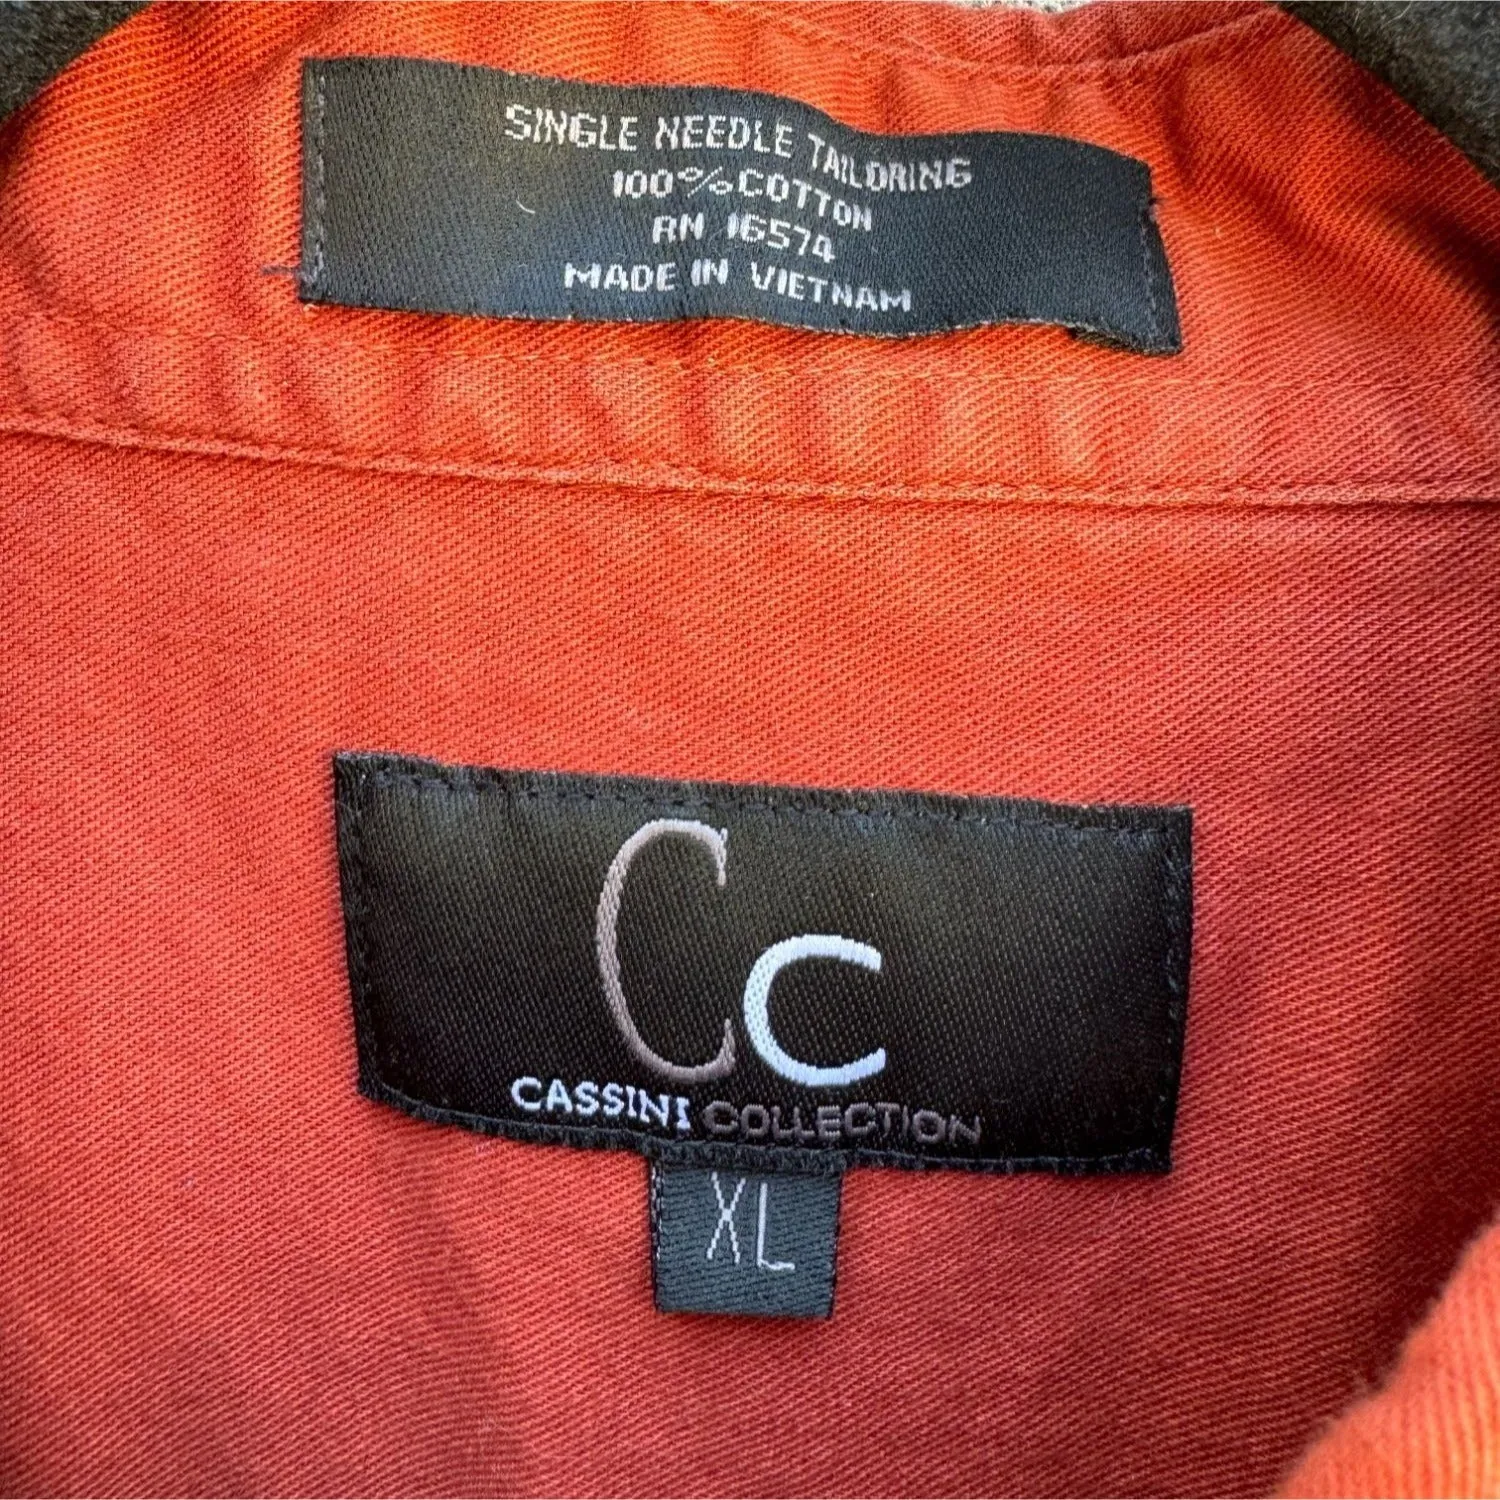 SINGLE NEEDLE TAILORING
100% COTTON
RN 16574
MADE IN VIETNAM
Cc
CASSINI COLLECTION
XL